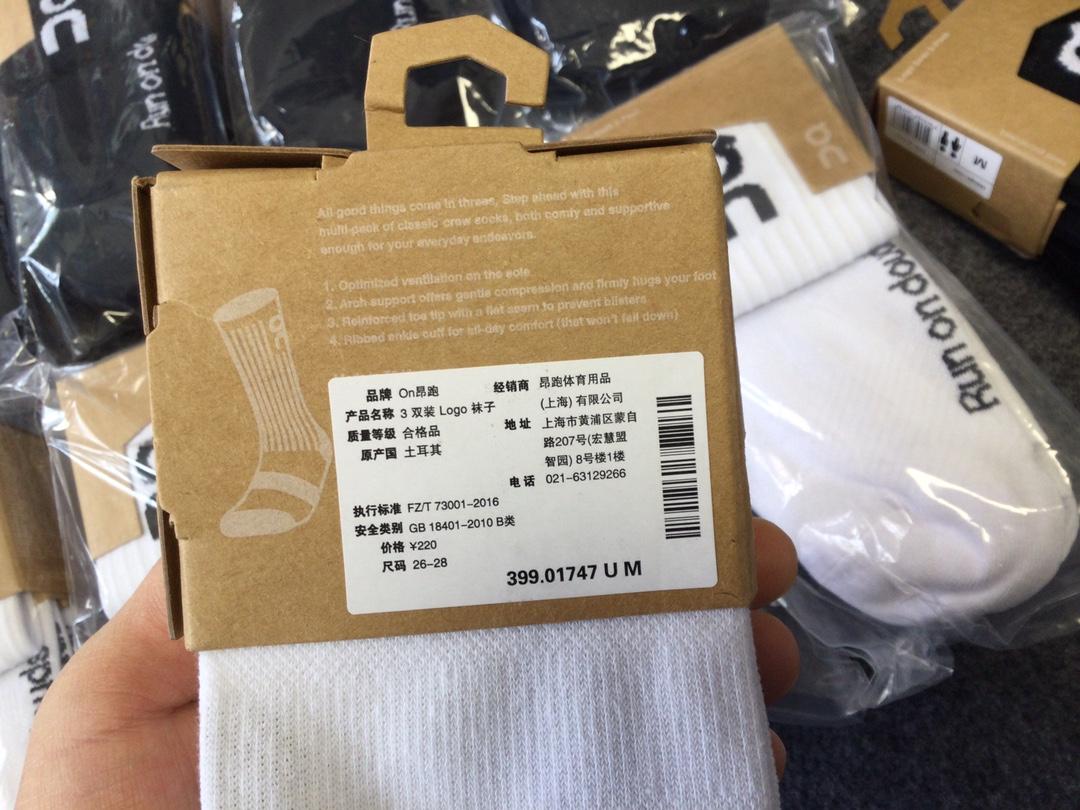 Run on clouds
All good things come in threes, Step ahead with this
multi-pack of classic crew socks, both comfy and supportive
enough for your everyday endeavors.
1. Optimized ventilation on the sole
2. Arch support offers gentle compression and firmly hugs your foot
3. Reinforced toe tip with a flat seam to prevent blisters
4. Ribbed ankle cuff for all-day comfort (that won't fall down)
品牌 On昂跑
产品名称 3 双装 Logo 袜子
质量等级 合格品
原产国 土耳其
经销商 昂跑体育用品
(上海) 有限公司
地址 上海市黄浦区蒙自
路207号(宏慧盟
智园) 8号楼1楼
电话 021-63129266
执行标准 FZ/T 73001-2016
安全类别 GB 18401-2010 B类
价格 ¥220
尺码 26-28
399.01747 U M
M